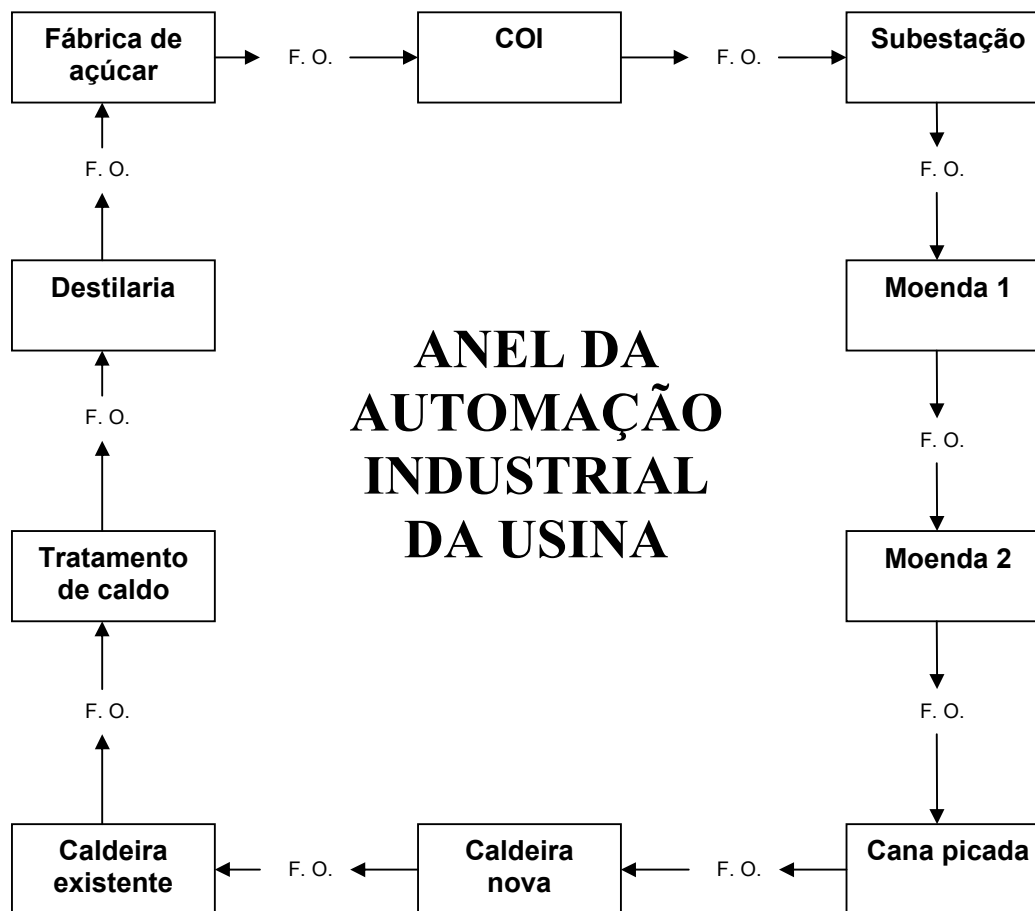 Fábrica de
açúcar
F. O.
COI
F. O.
Subestação
F. O.
F. O.
Destilaria
Moenda 1
ANEL DA
AUTOMAÇÃO
INDUSTRIAL
DA USINA
F. O.
F. O.
Tratamento
de caldo
Moenda 2
F. O.
F. O.
Caldeira
existente
F. O.
Caldeira
nova
F. O.
Cana picada